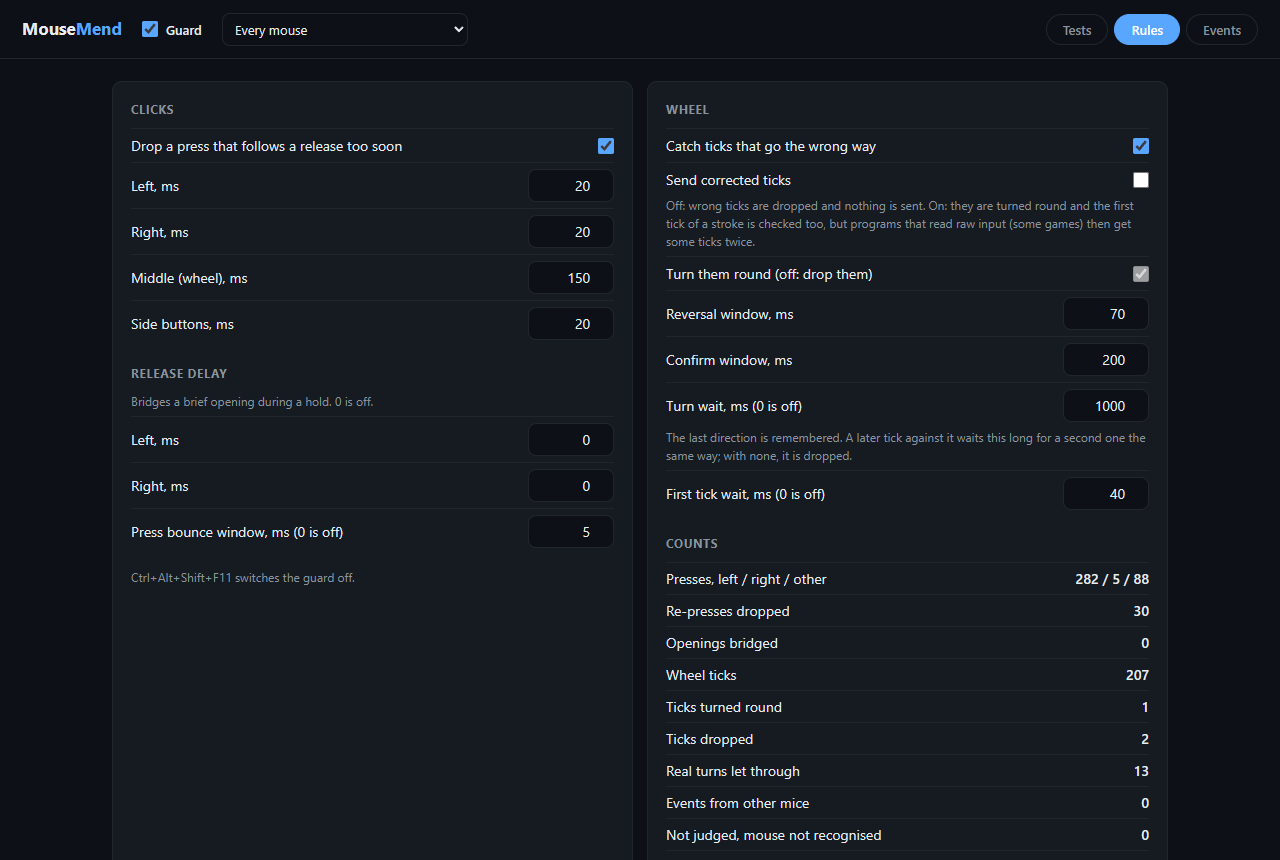 MouseMend
Guard
Every mouse
Tests
Rules
Events
CLICKS
Drop a press that follows a release too soon
Left, ms
20
Right, ms
20
Middle (wheel), ms
150
Side buttons, ms
20
RELEASE DELAY
Bridges a brief opening during a hold. 0 is off.
Left, ms
0
Right, ms
0
Press bounce window, ms (0 is off)
5
Ctrl+Alt+Shift+F11 switches the guard off.
WHEEL
Catch ticks that go the wrong way
Send corrected ticks
Off: wrong ticks are dropped and nothing is sent. On: they are turned round and the first
tick of a stroke is checked too, but programs that read raw input (some games) then get
some ticks twice.
Turn them round (off: drop them)
Reversal window, ms
70
Confirm window, ms
200
Turn wait, ms (0 is off)
1000
The last direction is remembered. A later tick against it waits this long for a second one the
same way; with none, it is dropped.
First tick wait, ms (0 is off)
40
COUNTS
Presses, left / right / other
282 / 5 / 88
Re-presses dropped
30
Openings bridged
0
Wheel ticks
207
Ticks turned round
1
Ticks dropped
2
Real turns let through
13
Events from other mice
0
Not judged, mouse not recognised
0